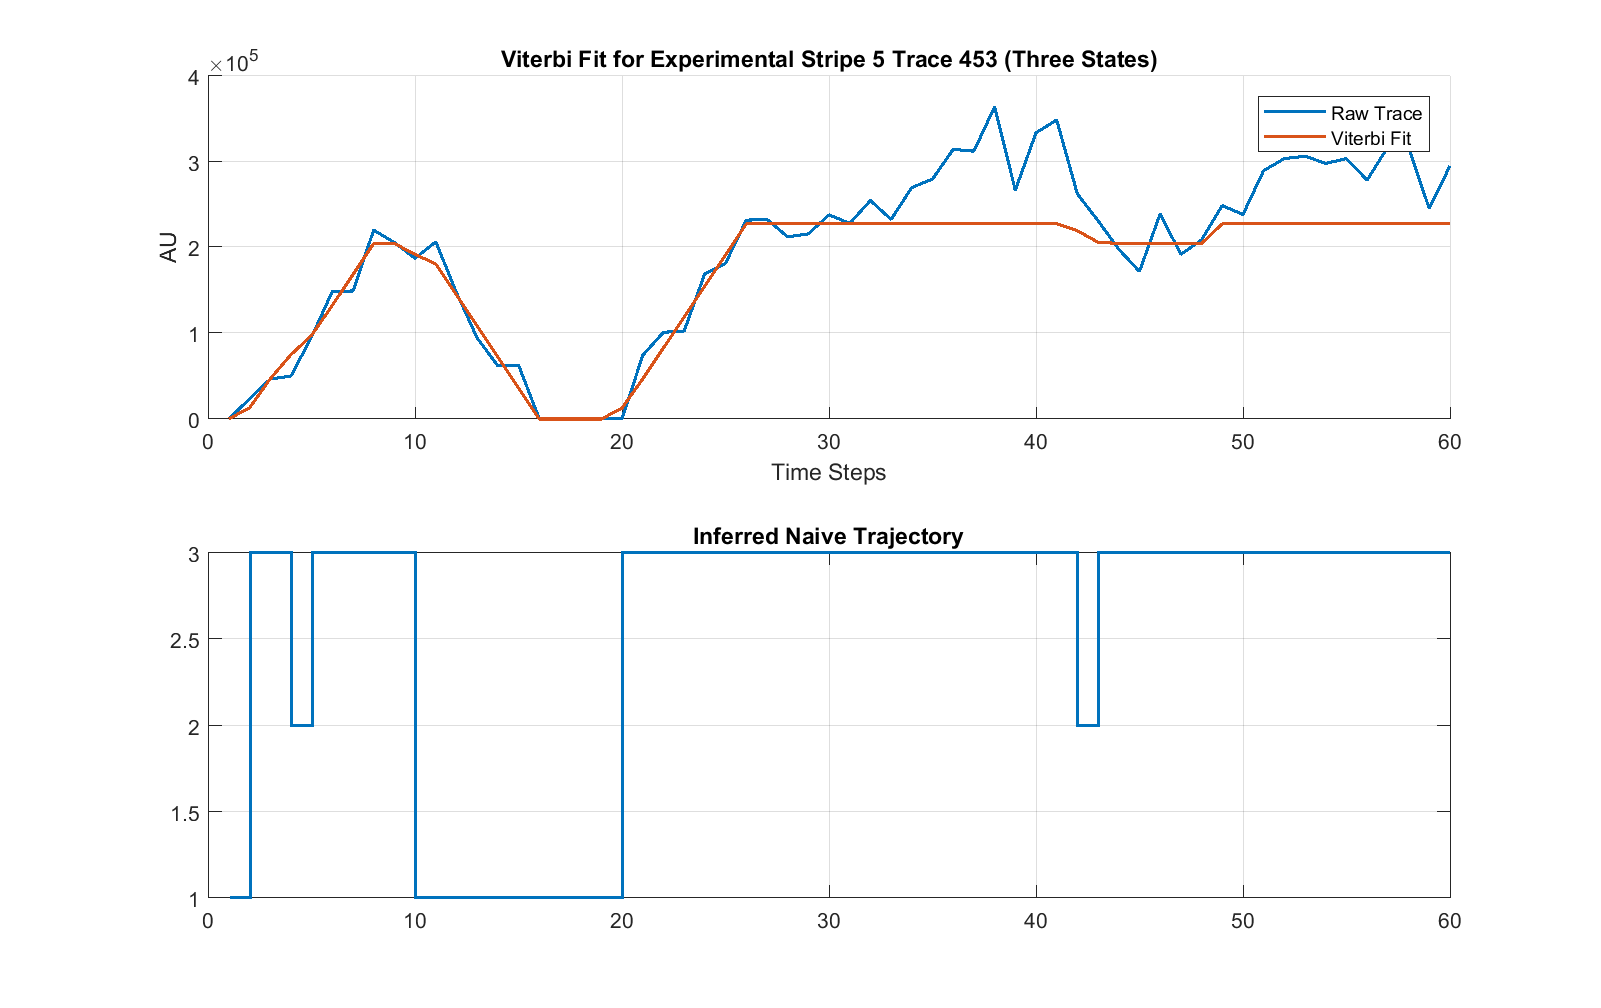 Viterbi Fit for Experimental Stripe 5 Trace 453 (Three States)
×10^5
4
3
2
1
0
AU
Raw Trace
Viterbi Fit
0 10 20 30 40 50 60
Time Steps
Inferred Naive Trajectory
3
2.5
2
1.5
1
0 10 20 30 40 50 60